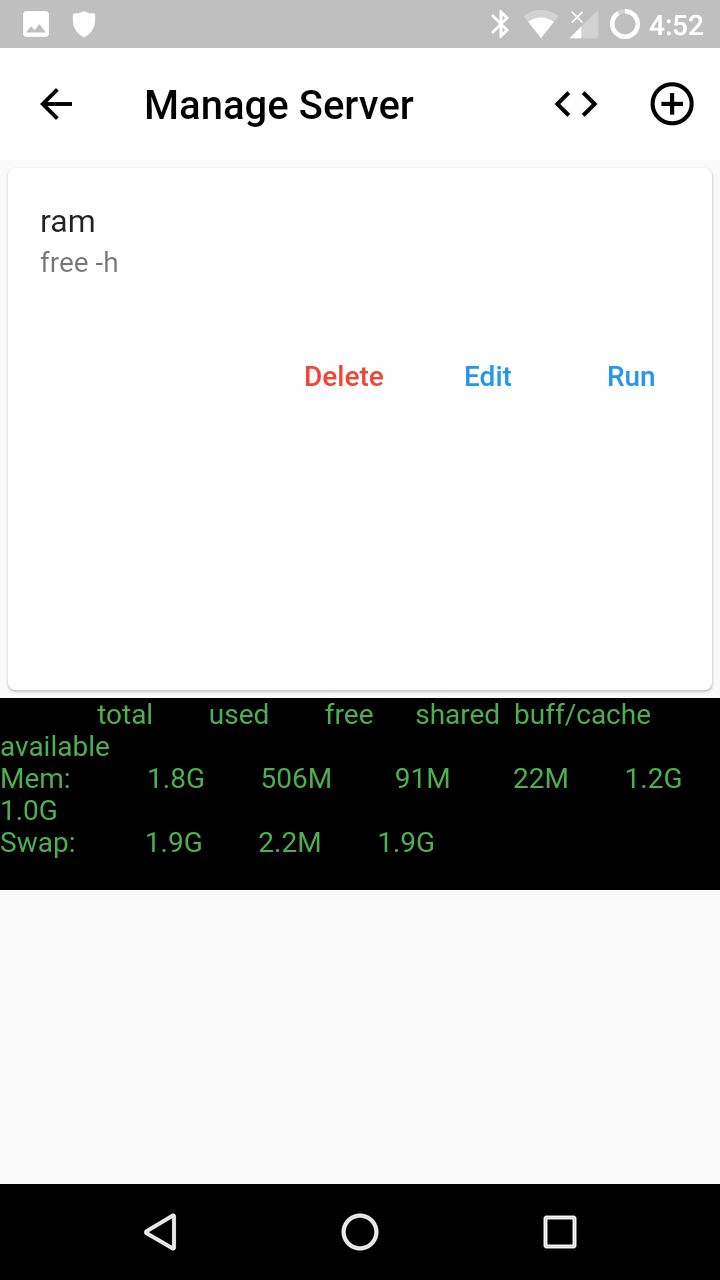 4:52
Manage Server
ram
free -h
Delete Edit Run
total used free shared buff/cache
available
Mem: 1.8G 506M 91M 22M 1.2G
1.0G
Swap: 1.9G 2.2M 1.9G